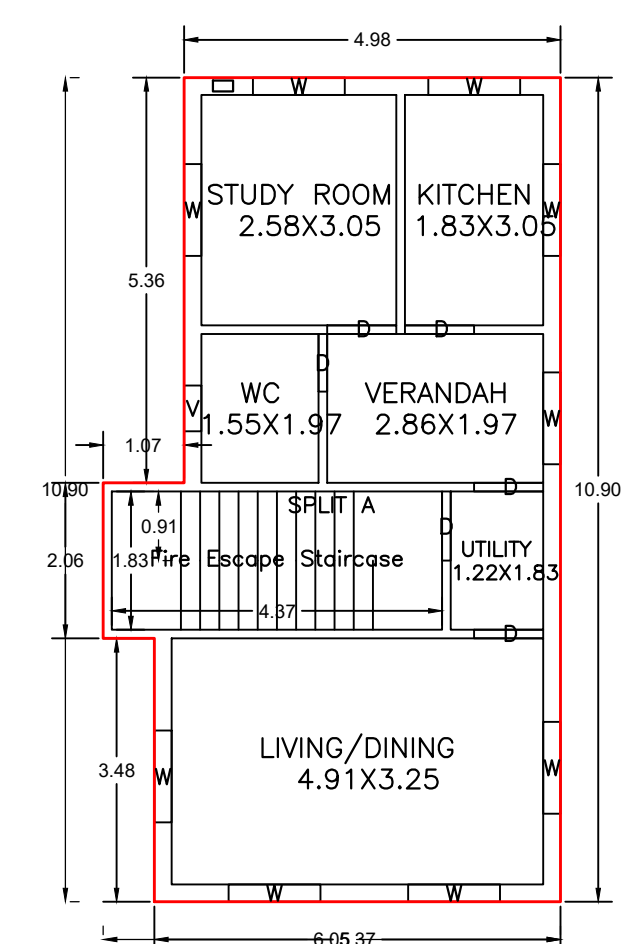 4.98
W
W
STUDY ROOM
2.58X3.05
KITCHEN
1.83X3.05
W
W
5.36
D
D
D
WC
1.55X1.97
VERANDAH
2.86X1.97
V
W
1.07
10.90
10.90
D
SPLIT A
0.91
D
2.06
1.83
Fire Escape Staircase
UTILITY
1.22X1.83
4.37
D
LIVING/DINING
4.91X3.25
3.48
W
W
W
W